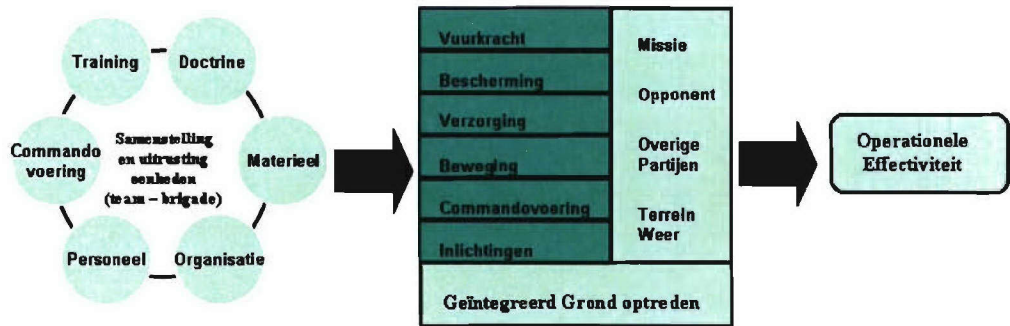 Training
Doctrine
Commando
voering
Samenstelling
en uitrusting
eenheden
(team – brigade)
Materieel
Personeel
Organisatie
Vuurkracht
Bescherming
Verzorging
Beweging
Commandovoering
Inlichtingen
Missie
Opponent
Overige
Partijen
Terrein
Weer
Geïntegreerd Grond optreden
Operationele
Effectiviteit